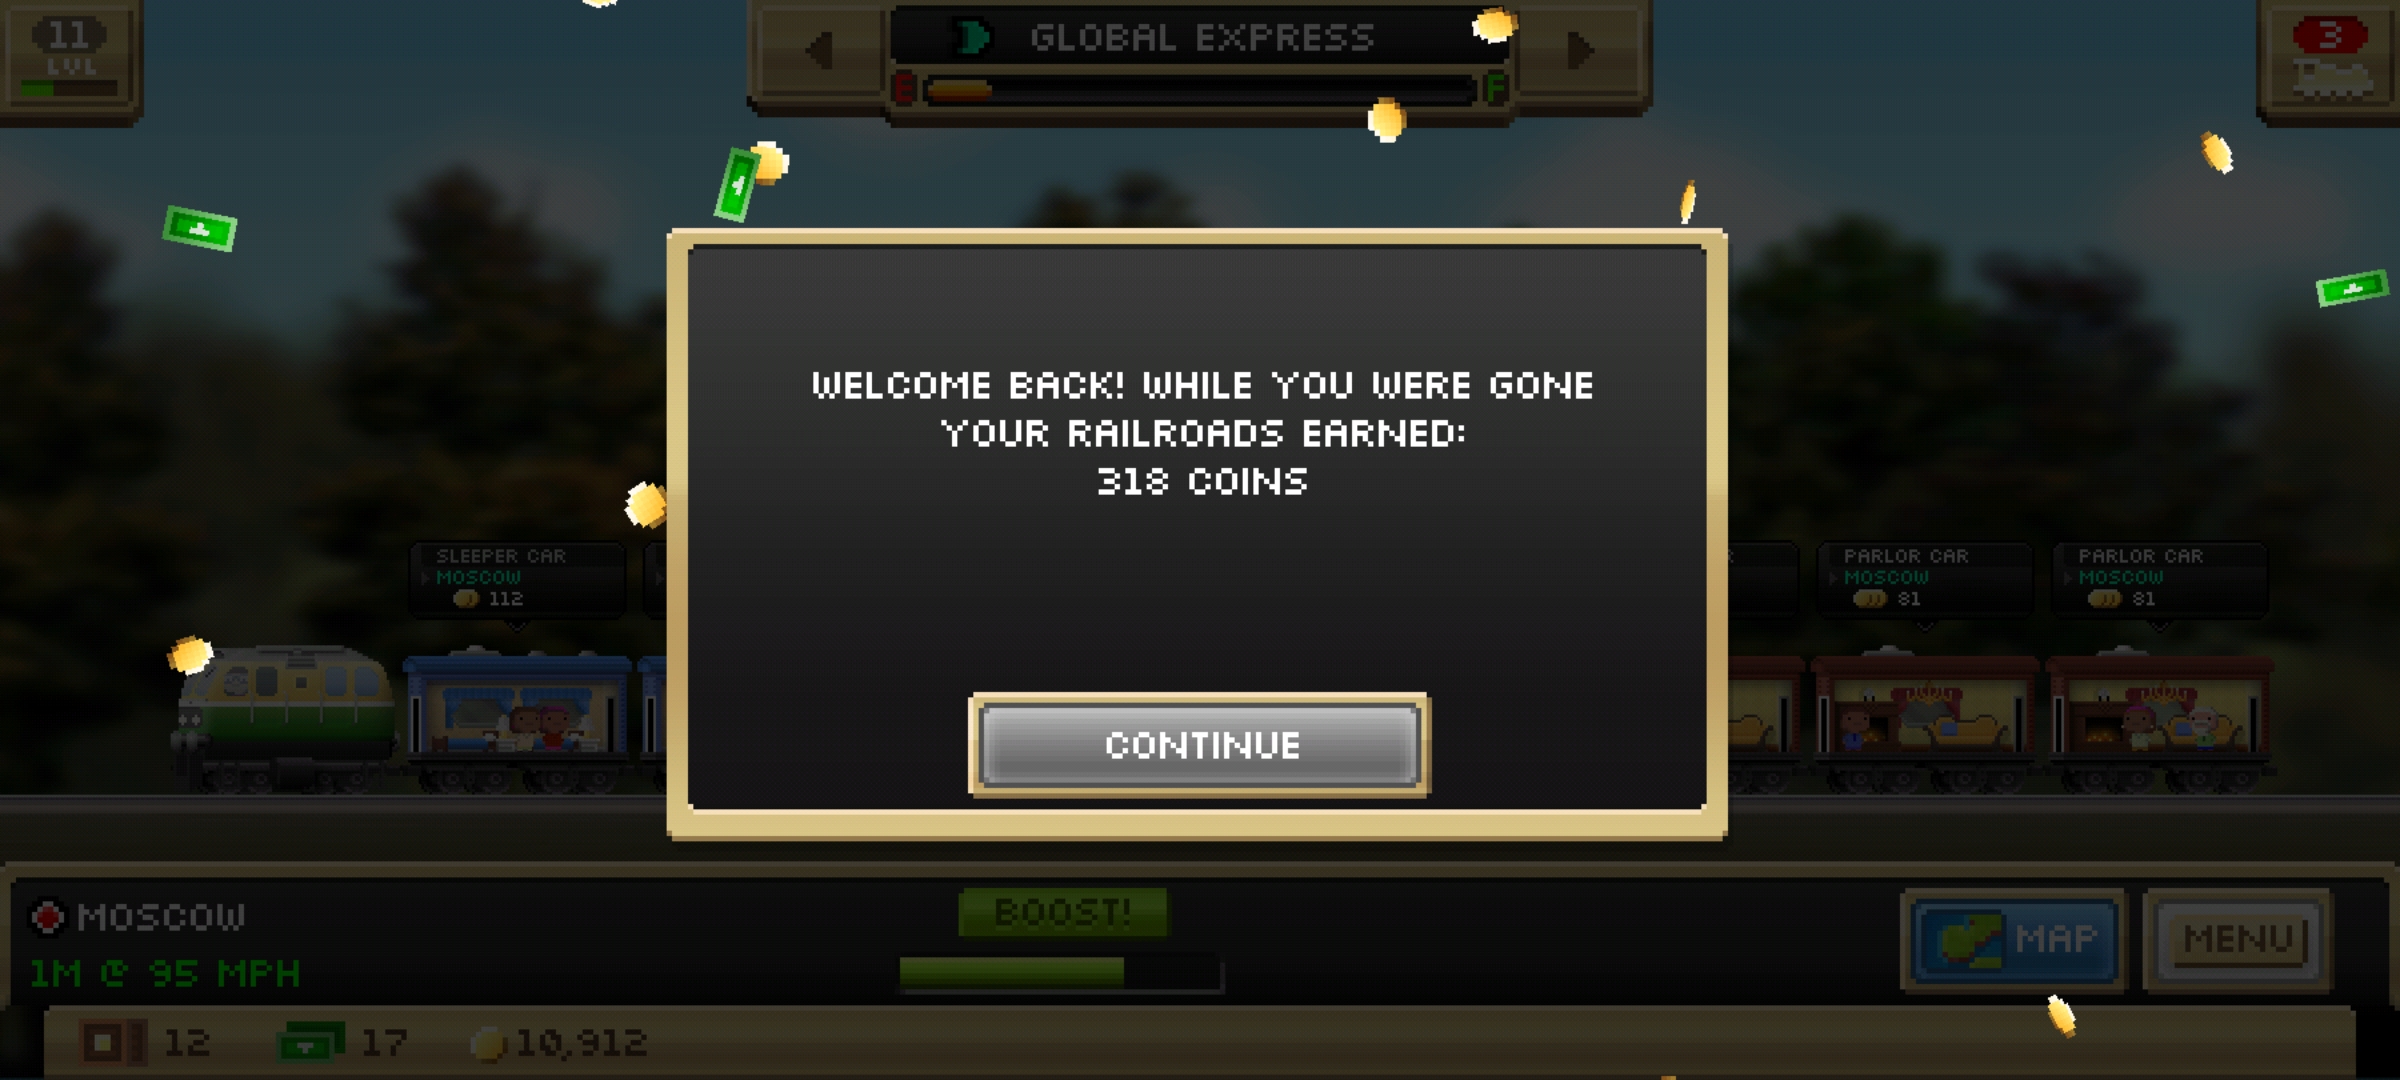 11
LVL
GLOBAL EXPRESS
E
F
3
WELCOME BACK! WHILE YOU WERE GONE
YOUR RAILROADS EARNED:
318 COINS
SLEEPER CAR
MOSCOW
112
PARLOR CAR
MOSCOW
81
PARLOR CAR
MOSCOW
81
CONTINUE
MOSCOW
1M @ 95 MPH
BOOST!
MAP
MENU
12
17
10,912